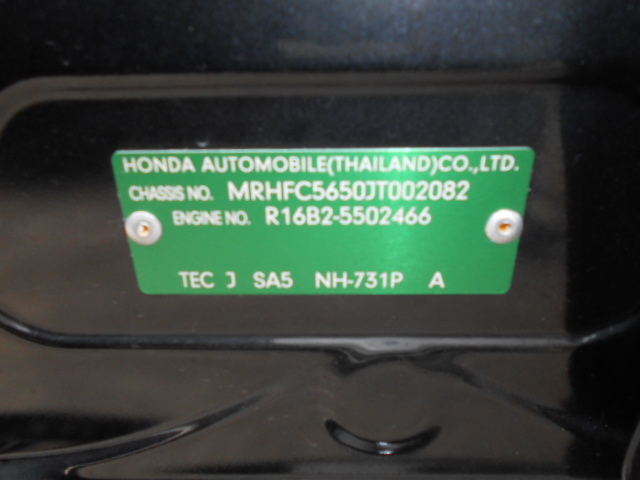 HONDA AUTOMOBILE(THAILAND)CO.,LTD.
CHASSIS NO. MRHFC5650JT002082
ENGINE NO. R16B2-5502466
TEC J SA5 NH-731P A